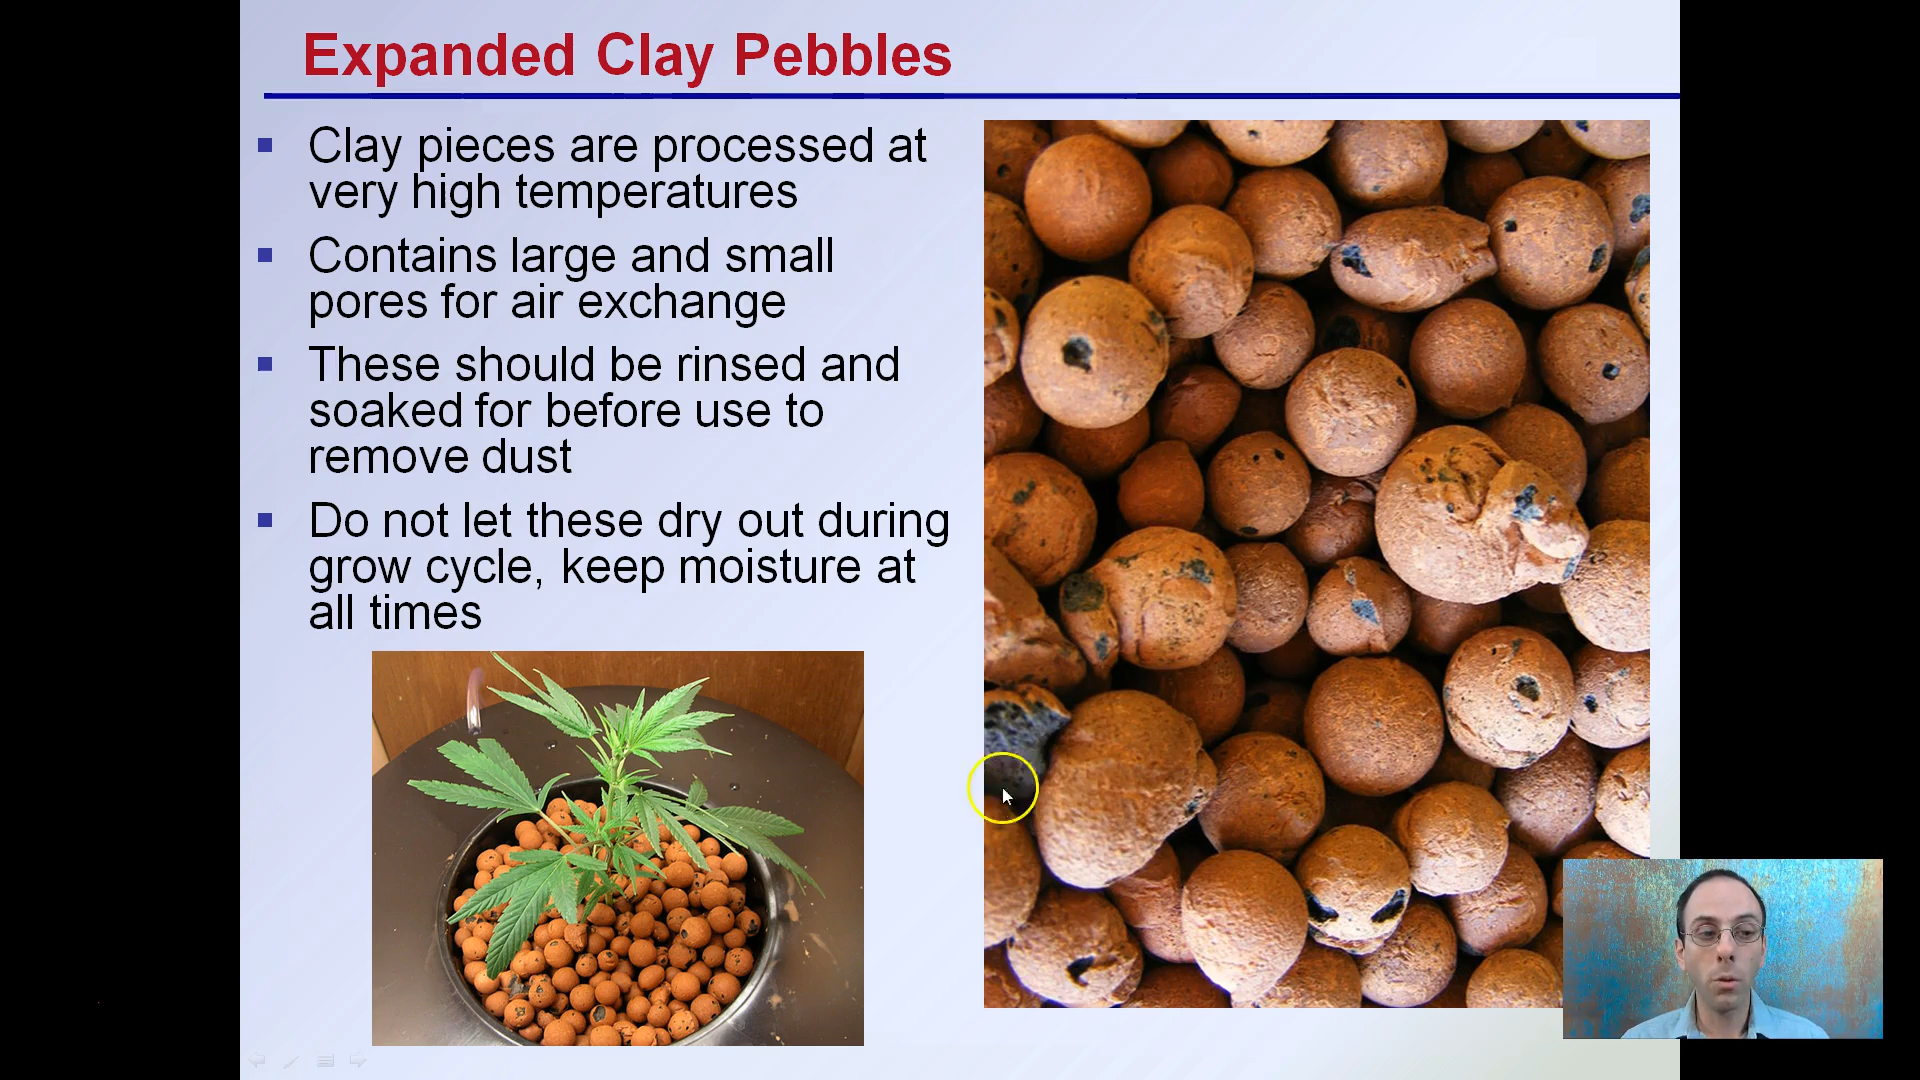 Expanded Clay Pebbles
Clay pieces are processed at
very high temperatures
Contains large and small
pores for air exchange
These should be rinsed and
soaked for before use to
remove dust
Do not let these dry out during
grow cycle, keep moisture at
all times